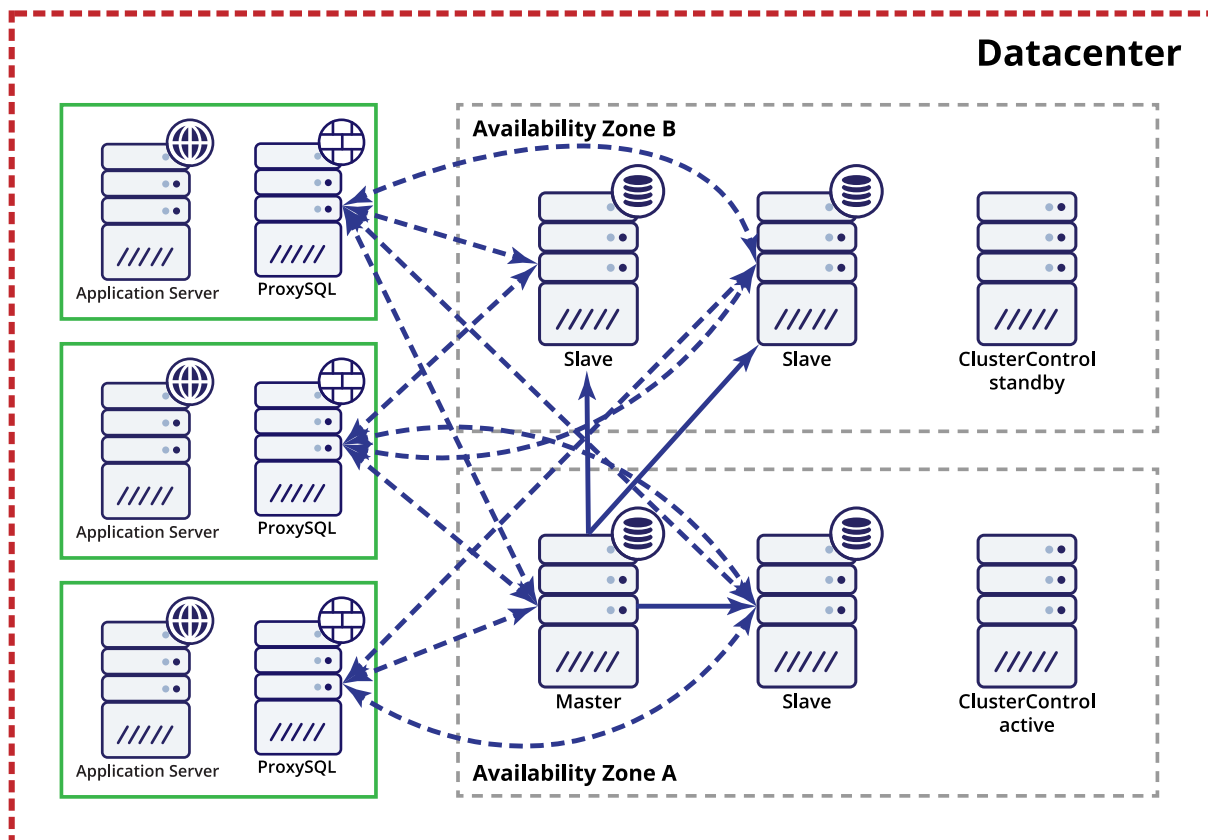 Datacenter
Application Server
ProxySQL
Application Server
ProxySQL
Application Server
ProxySQL
Availability Zone B
Slave
Slave
ClusterControl
standby
Master
Slave
ClusterControl
active
Availability Zone A